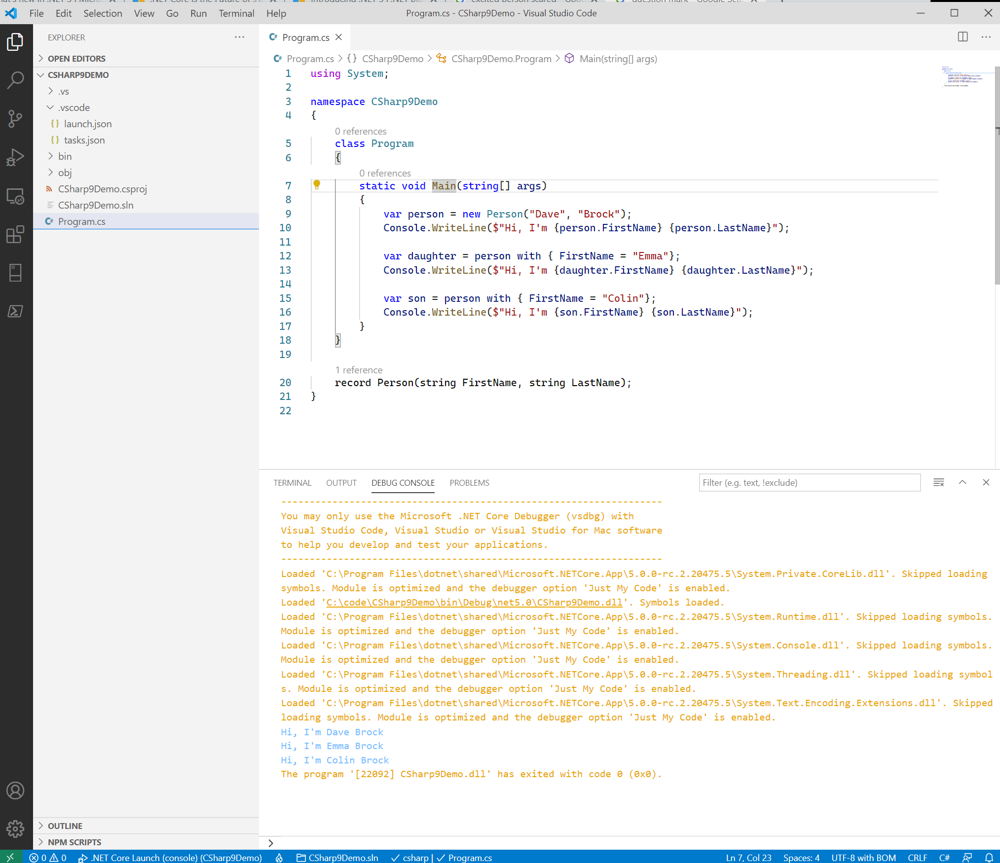 File Edit Selection View Go Run Terminal Help
Program.cs - CSharp9Demo - Visual Studio Code
EXPLORER
OPEN EDITORS
CSHARP9DEMO
.vs
.vscode
launch.json
tasks.json
bin
obj
CSharp9Demo.csproj
CSharp9Demo.sln
Program.cs
OUTLINE
NPM SCRIPTS
Program.cs
Program.cs > {} CSharp9Demo > CSharp9Demo.Program > Main(string[] args)
1 using System;
2
3 namespace CSharp9Demo
4 {
0 references
5 class Program
6 {
0 references
7 static void Main(string[] args)
8 {
9 var person = new Person("Dave", "Brock");
10 Console.WriteLine($"Hi, I'm {person.FirstName} {person.LastName}");
11
12 var daughter = person with { FirstName = "Emma"};
13 Console.WriteLine($"Hi, I'm {daughter.FirstName} {daughter.LastName}");
14
15 var son = person with { FirstName = "Colin"};
16 Console.WriteLine($"Hi, I'm {son.FirstName} {son.LastName}");
17 }
18 }
19
1 reference
20 record Person(string FirstName, string LastName);
21 }
22
TERMINAL OUTPUT DEBUG CONSOLE PROBLEMS
Filter (e.g. text, !exclude)
-------------------------------------------------------------------
You may only use the Microsoft .NET Core Debugger (vsdbg) with
Visual Studio Code, Visual Studio or Visual Studio for Mac software
to help you develop and test your applications.
-------------------------------------------------------------------
Loaded 'C:\Program Files\dotnet\shared\Microsoft.NETCore.App\5.0.0-rc.2.20475.5\System.Private.CoreLib.dll'. Skipped loading
symbols. Module is optimized and the debugger option 'Just My Code' is enabled.
Loaded 'C:\code\CSharp9Demo\bin\Debug\net5.0\CSharp9Demo.dll'. Symbols loaded.
Loaded 'C:\Program Files\dotnet\shared\Microsoft.NETCore.App\5.0.0-rc.2.20475.5\System.Runtime.dll'. Skipped loading symbols.
Module is optimized and the debugger option 'Just My Code' is enabled.
Loaded 'C:\Program Files\dotnet\shared\Microsoft.NETCore.App\5.0.0-rc.2.20475.5\System.Console.dll'. Skipped loading symbols.
Module is optimized and the debugger option 'Just My Code' is enabled.
Loaded 'C:\Program Files\dotnet\shared\Microsoft.NETCore.App\5.0.0-rc.2.20475.5\System.Threading.dll'. Skipped loading symbol
s. Module is optimized and the debugger option 'Just My Code' is enabled.
Loaded 'C:\Program Files\dotnet\shared\Microsoft.NETCore.App\5.0.0-rc.2.20475.5\System.Text.Encoding.Extensions.dll'. Skipped
loading symbols. Module is optimized and the debugger option 'Just My Code' is enabled.
Hi, I'm Dave Brock
Hi, I'm Emma Brock
Hi, I'm Colin Brock
The program '[22092] CSharp9Demo.dll' has exited with code 0 (0x0).
0 0 .NET Core Launch (console) (CSharp9Demo) CSharp9Demo.sln csharp | Program.cs Ln 7, Col 23 Spaces: 4 UTF-8 with BOM CRLF C#